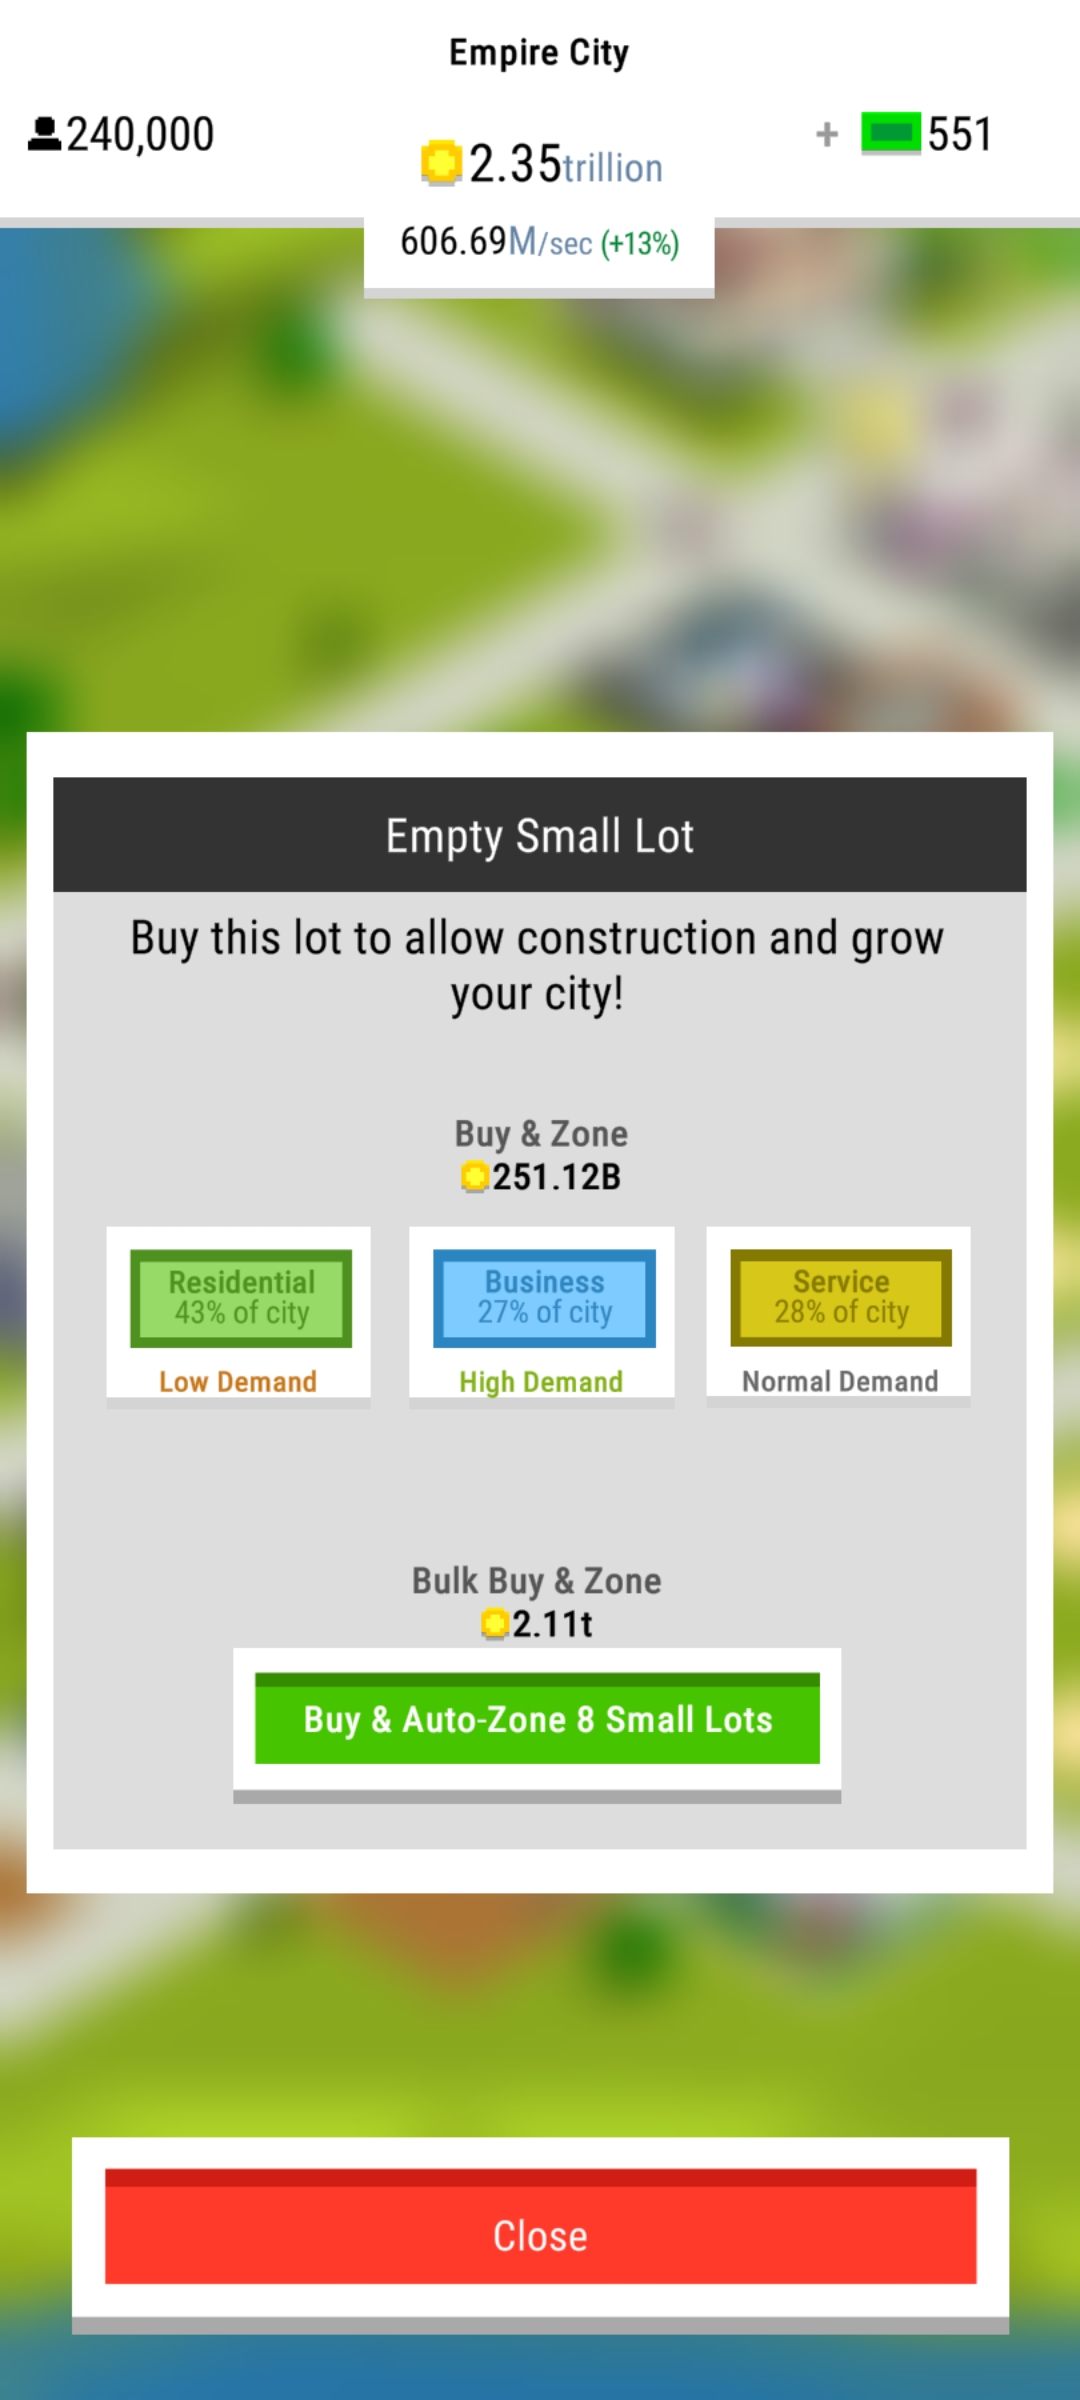 Empire City
240,000
2.35trillion
+ 551
606.69M/sec (+13%)
Empty Small Lot
Buy this lot to allow construction and grow
your city!
Buy & Zone
251.12B
Residential
43% of city
Low Demand
Business
27% of city
High Demand
Service
28% of city
Normal Demand
Bulk Buy & Zone
2.11t
Buy & Auto-Zone 8 Small Lots
Close